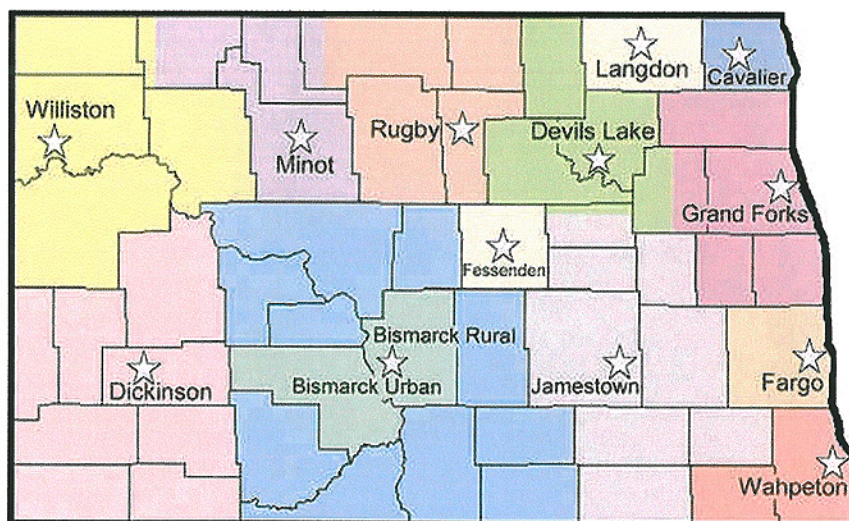 Langdon
Cavalier
Williston
Rugby
Devils Lake
Minot
Grand Forks
Fessenden
Bismarck Rural
Dickinson
Bismarck Urban
Jamestown
Fargo
Wahpeton